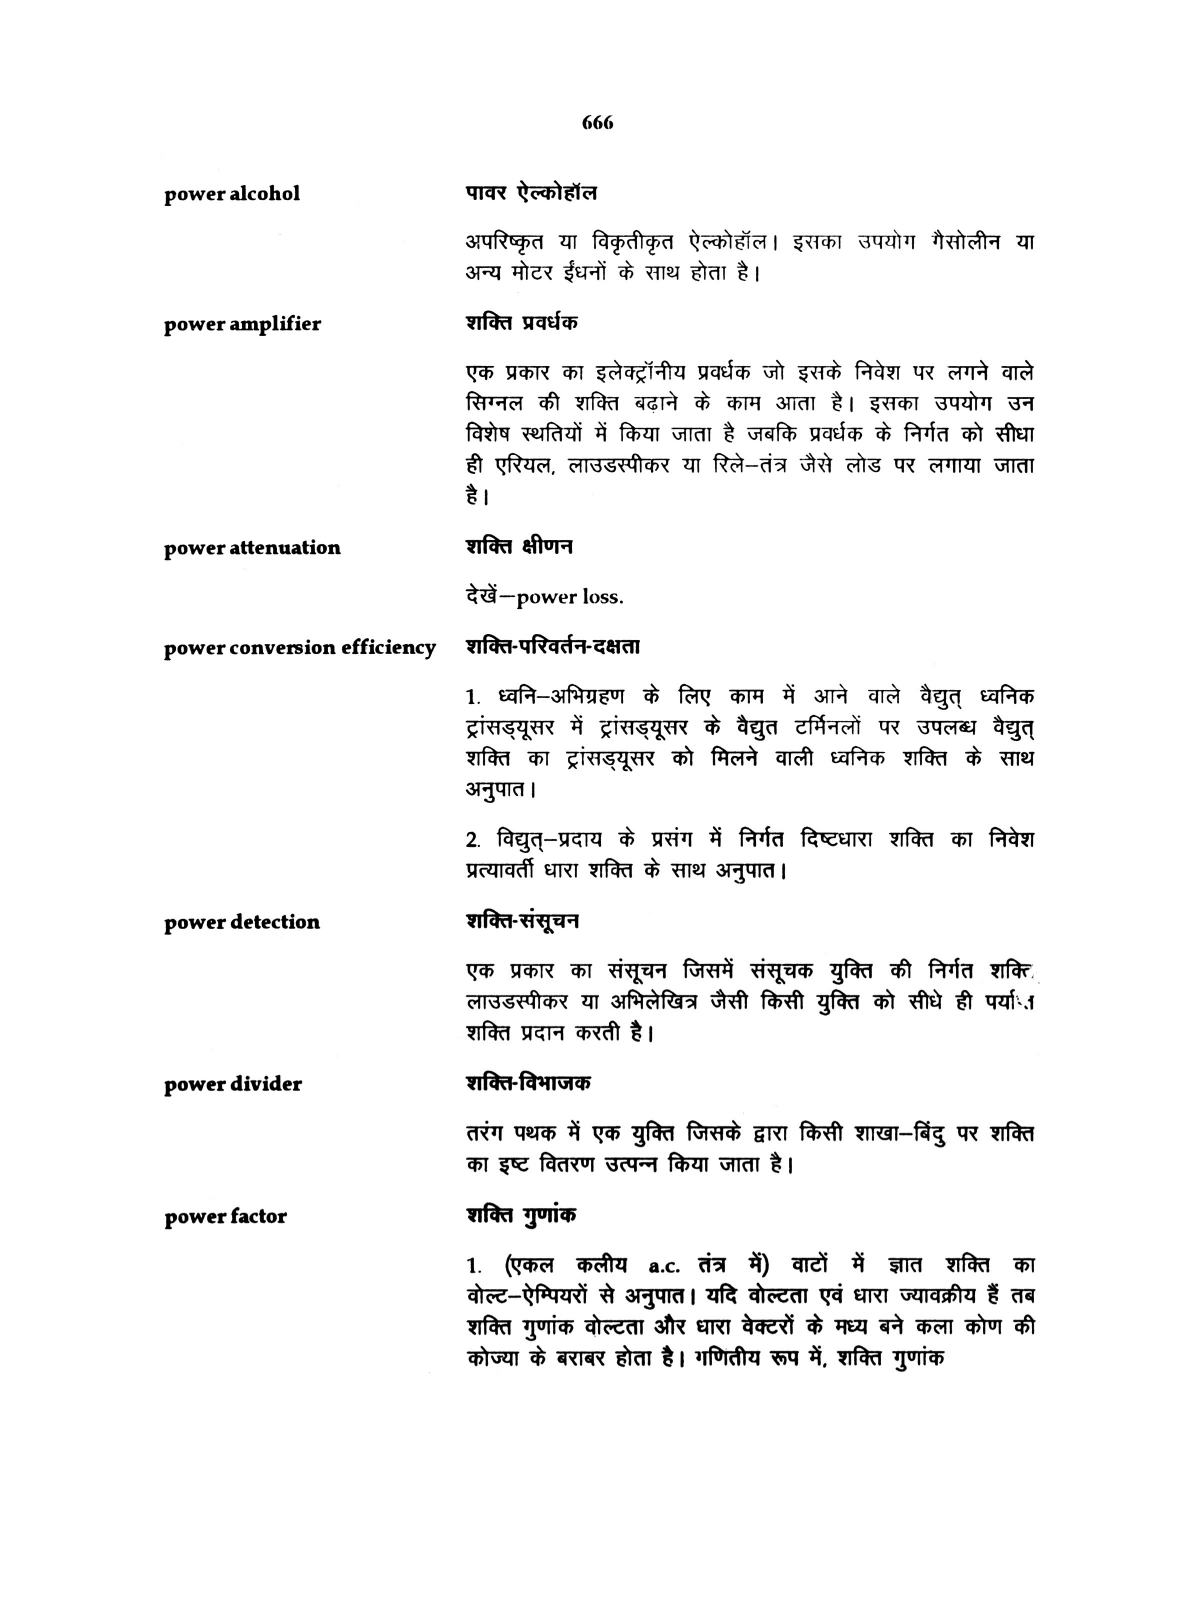 666
power alcohol पावर ऐल्कोहॉल
अपरिष्कृत या विकृतीकृत ऐल्कोहॉल। इसका उपयोग गैसोलीन या
अन्य मोटर ईंधनों के साथ होता है।
power amplifier शक्ति प्रवर्धक
एक प्रकार का इलेक्ट्रॉनीय प्रवर्धक जो इसके निवेश पर लगने वाले
सिग्नल की शक्ति बढ़ाने के काम आता है। इसका उपयोग उन
विशेष स्थतियों में किया जाता है जबकि प्रवर्धक के निर्गत को सीधा
ही एरियल, लाउडस्पीकर या रिले–तंत्र जैसे लोड पर लगाया जाता
है।
power attenuation शक्ति क्षीणन
देखें—power loss.
power conversion efficiency शक्ति-परिवर्तन-दक्षता
1. ध्वनि–अभिग्रहण के लिए काम में आने वाले वैद्युत् ध्वनिक
ट्रांसड्यूसर में ट्रांसड्यूसर के वैद्युत टर्मिनलों पर उपलब्ध वैद्युत्
शक्ति का ट्रांसड्यूसर को मिलने वाली ध्वनिक शक्ति के साथ
अनुपात।
2. विद्युत्–प्रदाय के प्रसंग में निर्गत दिष्टधारा शक्ति का निवेश
प्रत्यावर्ती धारा शक्ति के साथ अनुपात।
power detection शक्ति-संसूचन
एक प्रकार का संसूचन जिसमें संसूचक युक्ति की निर्गत शक्ति
लाउडस्पीकर या अभिलेखित्र जैसी किसी युक्ति को सीधे ही
शक्ति प्रदान करती है।
power divider शक्ति-विभाजक
तरंग पथक में एक युक्ति जिसके द्वारा किसी शाखा–बिंदु पर शक्ति
का इष्ट वितरण उत्पन्न किया जाता है।
power factor शक्ति गुणांक
1. (एकल कलीय a.c. तंत्र में) वाटों में ज्ञात शक्ति का
वोल्ट–ऐम्पियरों से अनुपात। यदि वोल्टता एवं धारा ज्यावक्रीय हैं तब
शक्ति गुणांक वोल्टता और धारा वेक्टरों के मध्य बने कला कोण की
कोज्या के बराबर होता है। गणितीय रूप में, शक्ति गुणांक